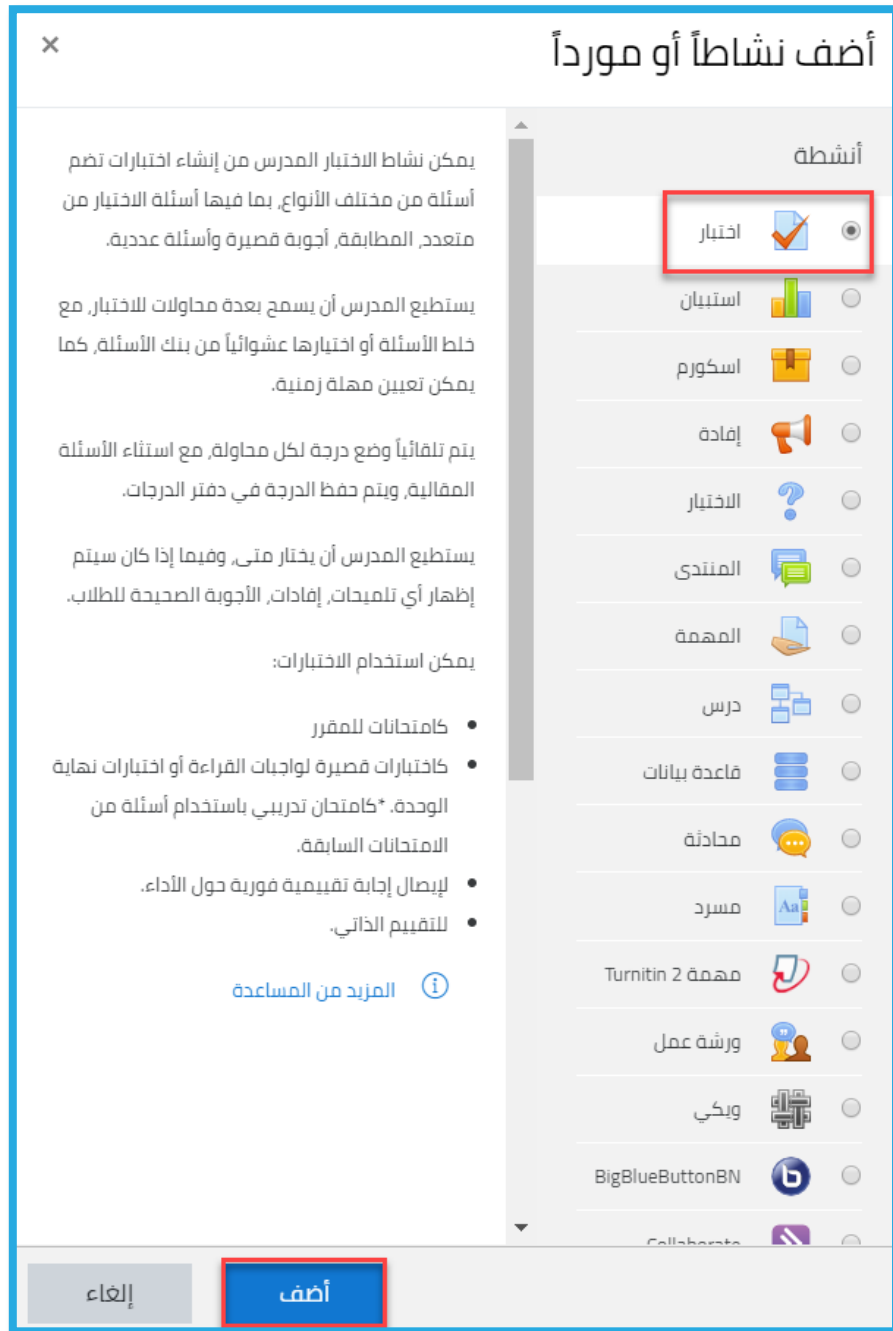 أضف نشاطاً أو مورداً
×
أنشطة
اختبار
استبيان
اسكورم
إفادة
الاختيار
المنتدى
المهمة
درس
قاعدة بيانات
محادثة
مسرد
مهمة Turnitin 2
ورشة عمل
ويكي
BigBlueButtonBN
Collaborate
يمكن نشاط الاختبار المدرس من إنشاء اختبارات تضم
أسئلة من مختلف الأنواع, بما فيها أسئلة الاختيار من
متعدد, المطابقة, أجوبة قصيرة وأسئلة عددية.
يستطيع المدرس أن يسمح بعدة محاولات للاختبار, مع
خلط الأسئلة أو اختيارها عشوائياً من بنك الأسئلة, كما
يمكن تعيين مهلة زمنية.
يتم تلقائياً وضع درجة لكل محاولة, مع استثاء الأسئلة
المقالية, ويتم حفظ الدرجة في دفتر الدرجات.
يستطيع المدرس أن يختار متى, وفيما إذا كان سيتم
إظهار أي تلميحات, إفادات, الأجوبة الصحيحة للطلاب.
يمكن استخدام الاختبارات:
• كامتحانات للمقرر
• كاختبارات قصيرة لواجبات القراءة أو اختبارات نهاية
الوحدة. *كامتحان تدريبي باستخدام أسئلة من
الامتحانات السابقة.
• لإيصال إجابة تقييمية فورية حول الأداء.
• للتقييم الذاتي.
المزيد من المساعدة
أضف
إلغاء